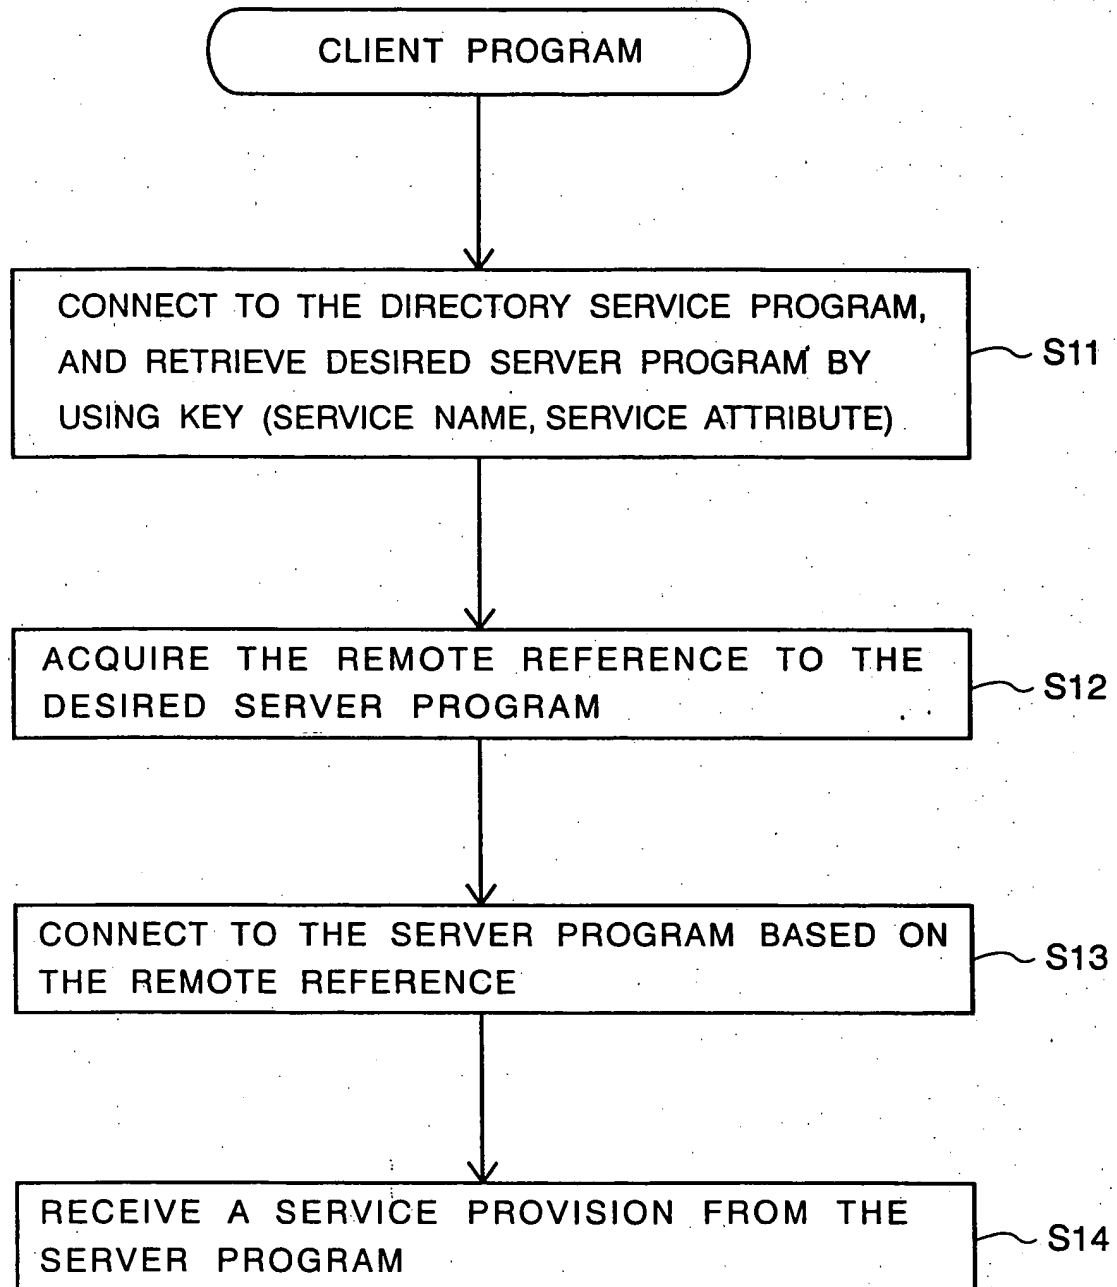 CLIENT PROGRAM
CONNECT TO THE DIRECTORY SERVICE PROGRAM,
AND RETRIEVE DESIRED SERVER PROGRAM BY
USING KEY (SERVICE NAME, SERVICE ATTRIBUTE)
S11
ACQUIRE THE REMOTE REFERENCE TO THE
DESIRED SERVER PROGRAM
S12
CONNECT TO THE SERVER PROGRAM BASED ON
THE REMOTE REFERENCE
S13
RECEIVE A SERVICE PROVISION FROM THE
SERVER PROGRAM
S14